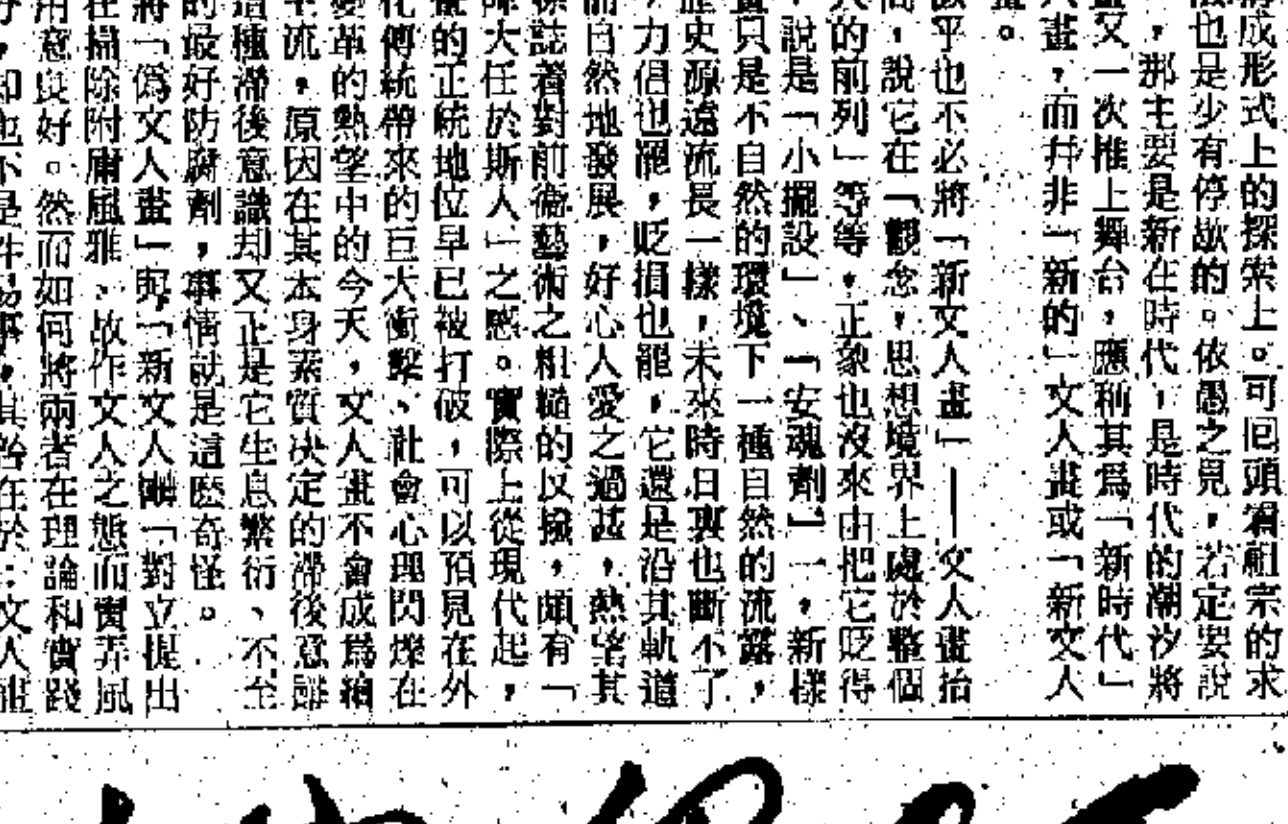 構成形式上的探索上。可回頭看祖宗的求
法也是少有停歇的。依愚之見，若定要說
，那主要是新在時代，是時代的潮汐將
畫又一次推上舞台，應稱其爲「新時代」
人畫，而并非「新的」文人畫或「新文人
畫。
似乎也不必將「新文人畫」——文人畫抬
高，說它在「觀念，思想境界上處於整個
大的前列」等等，正象也沒來由把它貶得
，說是「小擺設」、「安魂劑」一，新樣
畫只是不自然的環境下一種自然的流露，
歷史源遠流長一樣，未來時日裏也斷不了
，力倡也罷，貶損也罷，它還是沿其軌道
而自然地發展，好心人愛之過甚，熱望其
標誌着對前衛藝術之粗糙的反撥，頗有「
降大任於斯人」之惑。實際上從現代起，
畫的正統地位早已被打破，可以預見在外
化傳統帶來的巨大衝擊、社會心理閃爍在
變革的熱望中的今天，文人畫不會成爲繪
主流，原因在其本身素質決定的滯後意識
這種滯後意識却又正是它生息繁衍、不至
的最好防腐劑，事情就是這麽奇怪。
將「僞文人畫」與「新文人畫「對立提出
在掃除附庸風雅、故作文人之態而實弄風
用意良好。然而如何將兩者在理論和實踐
，却也不是件易事，其咎在於：文人